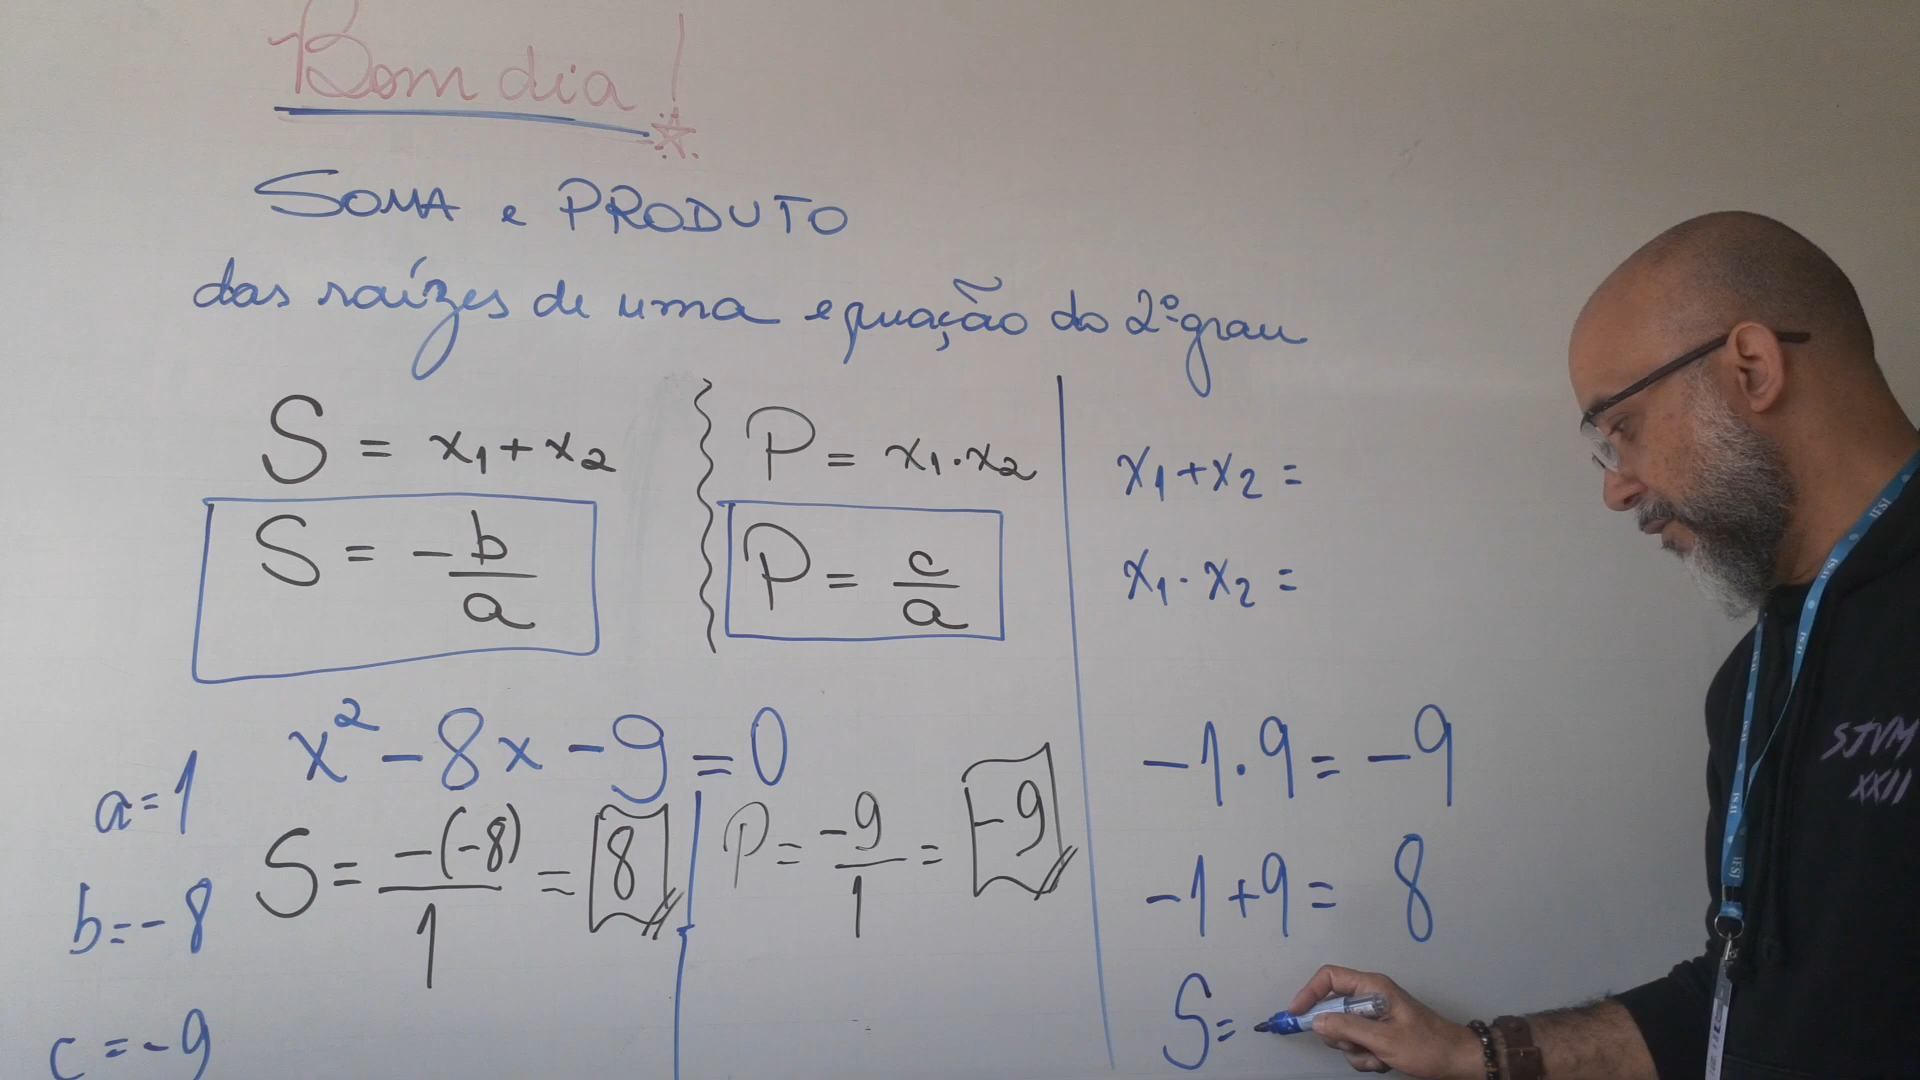 Bom dia!
SOMA e PRODUTO
das raízes de uma equação do 2º grau
S = x₁ + x₂
S = -b/a
P = x₁ . x₂
P = c/a
x² - 8x - 9 = 0
a = 1
b = -8
c = -9
S = -(-8)/1 = 8
P = -9/1 = -9
x₁ + x₂ =
x₁ . x₂ =
-1 . 9 = -9
-1 + 9 = 8
S =
SJVM
XXII
IFSJ